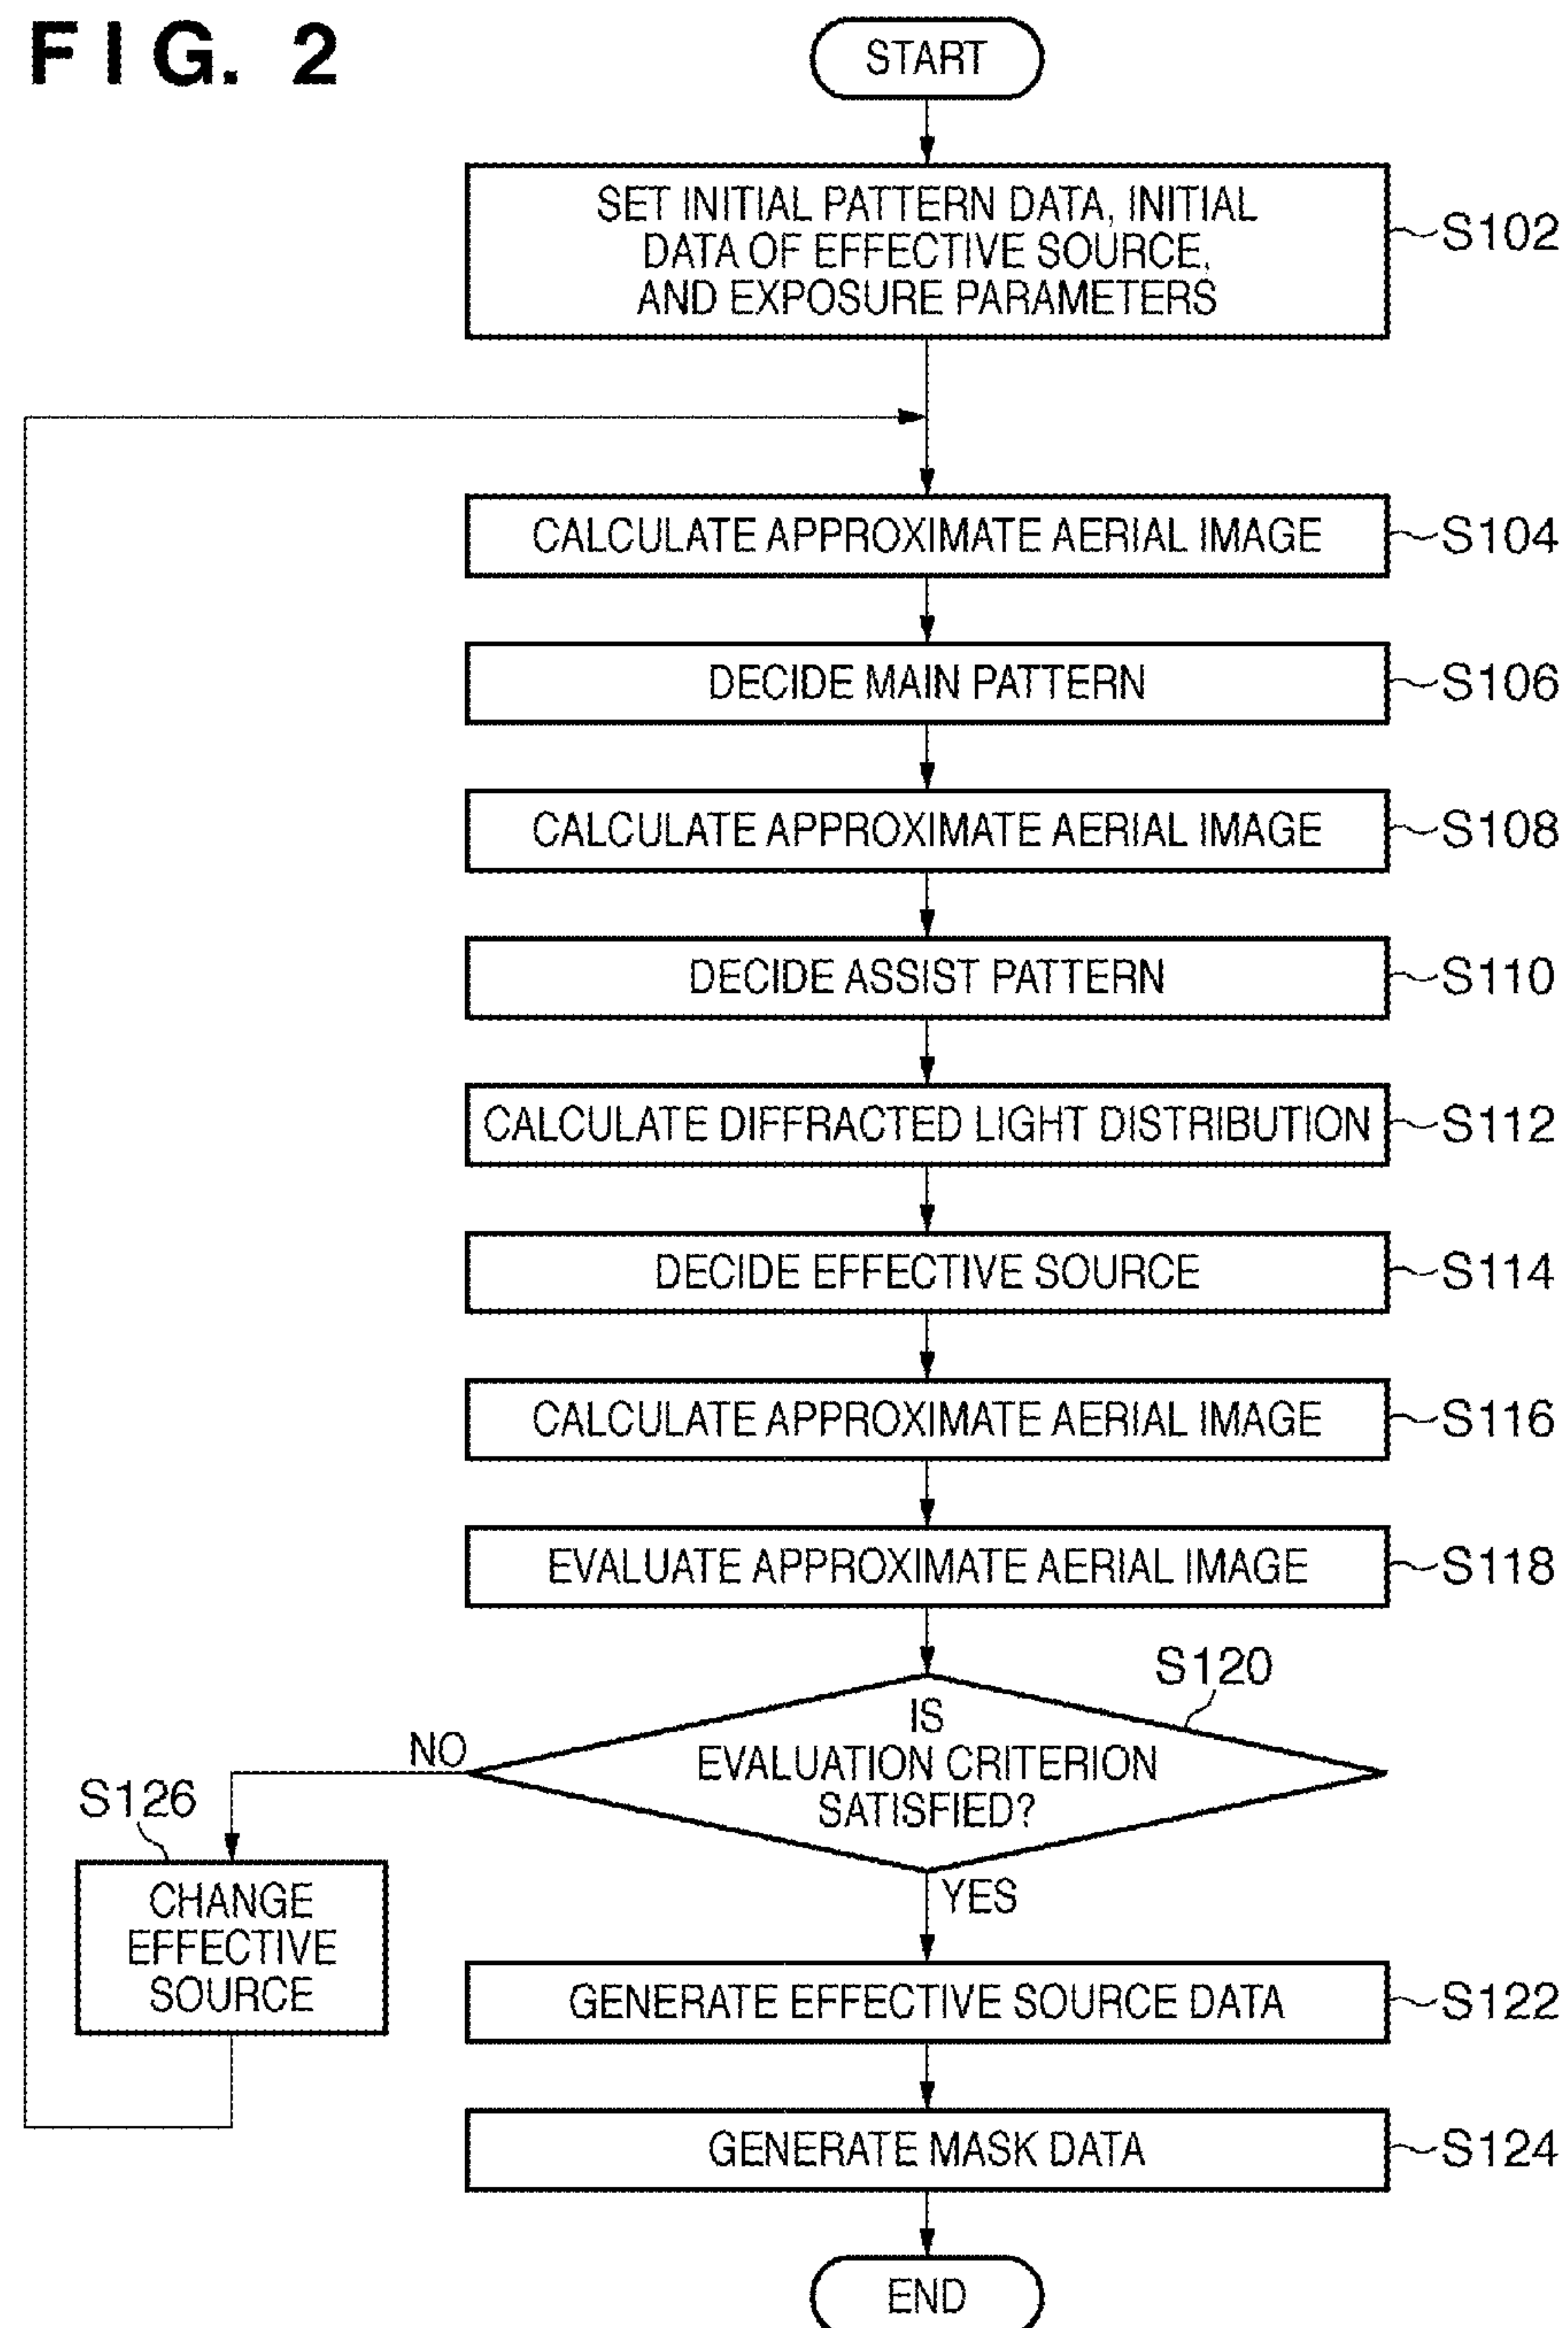 FIG. 2
START
SET INITIAL PATTERN DATA, INITIAL
DATA OF EFFECTIVE SOURCE,
AND EXPOSURE PARAMETERS
S102
CALCULATE APPROXIMATE AERIAL IMAGE
S104
DECIDE MAIN PATTERN
S106
CALCULATE APPROXIMATE AERIAL IMAGE
S108
DECIDE ASSIST PATTERN
S110
CALCULATE DIFFRACTED LIGHT DISTRIBUTION
S112
DECIDE EFFECTIVE SOURCE
S114
CALCULATE APPROXIMATE AERIAL IMAGE
S116
EVALUATE APPROXIMATE AERIAL IMAGE
S118
S120
IS
EVALUATION CRITERION
SATISFIED?
NO
YES
S126
CHANGE
EFFECTIVE
SOURCE
GENERATE EFFECTIVE SOURCE DATA
S122
GENERATE MASK DATA
S124
END